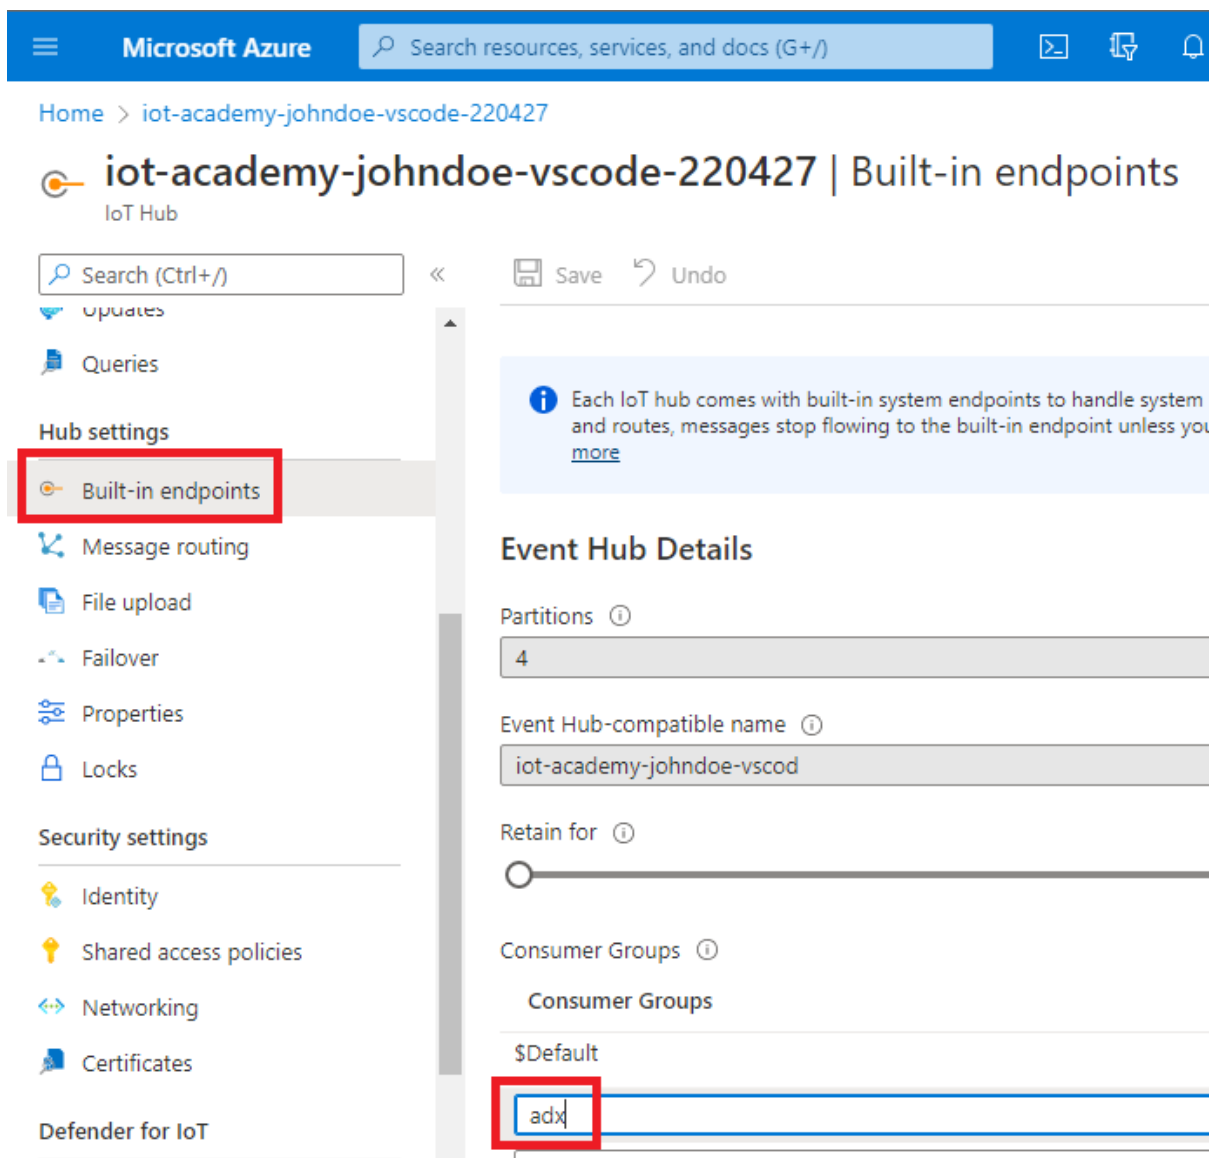 Microsoft Azure
Search resources, services, and docs (G+/)
Home > iot-academy-johndoe-vscode-220427
iot-academy-johndoe-vscode-220427 | Built-in endpoints
IoT Hub
Search (Ctrl+/)
«
Save
Undo
Updates
Queries
Hub settings
Built-in endpoints
Message routing
File upload
Failover
Properties
Locks
Security settings
Identity
Shared access policies
Networking
Certificates
Defender for IoT
Each IoT hub comes with built-in system endpoints to handle system
and routes, messages stop flowing to the built-in endpoint unless you
more
Event Hub Details
Partitions
4
Event Hub-compatible name
iot-academy-johndoe-vscod
Retain for
Consumer Groups
Consumer Groups
$Default
adx